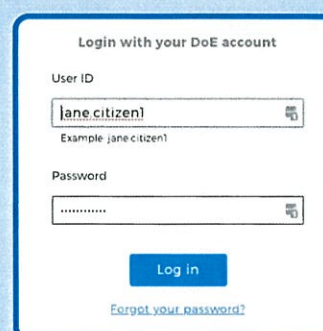 Login with your DoE account
User ID
jane.citizen1
Example: jane.citizen1
Password
............
Log in
Forgot your password?